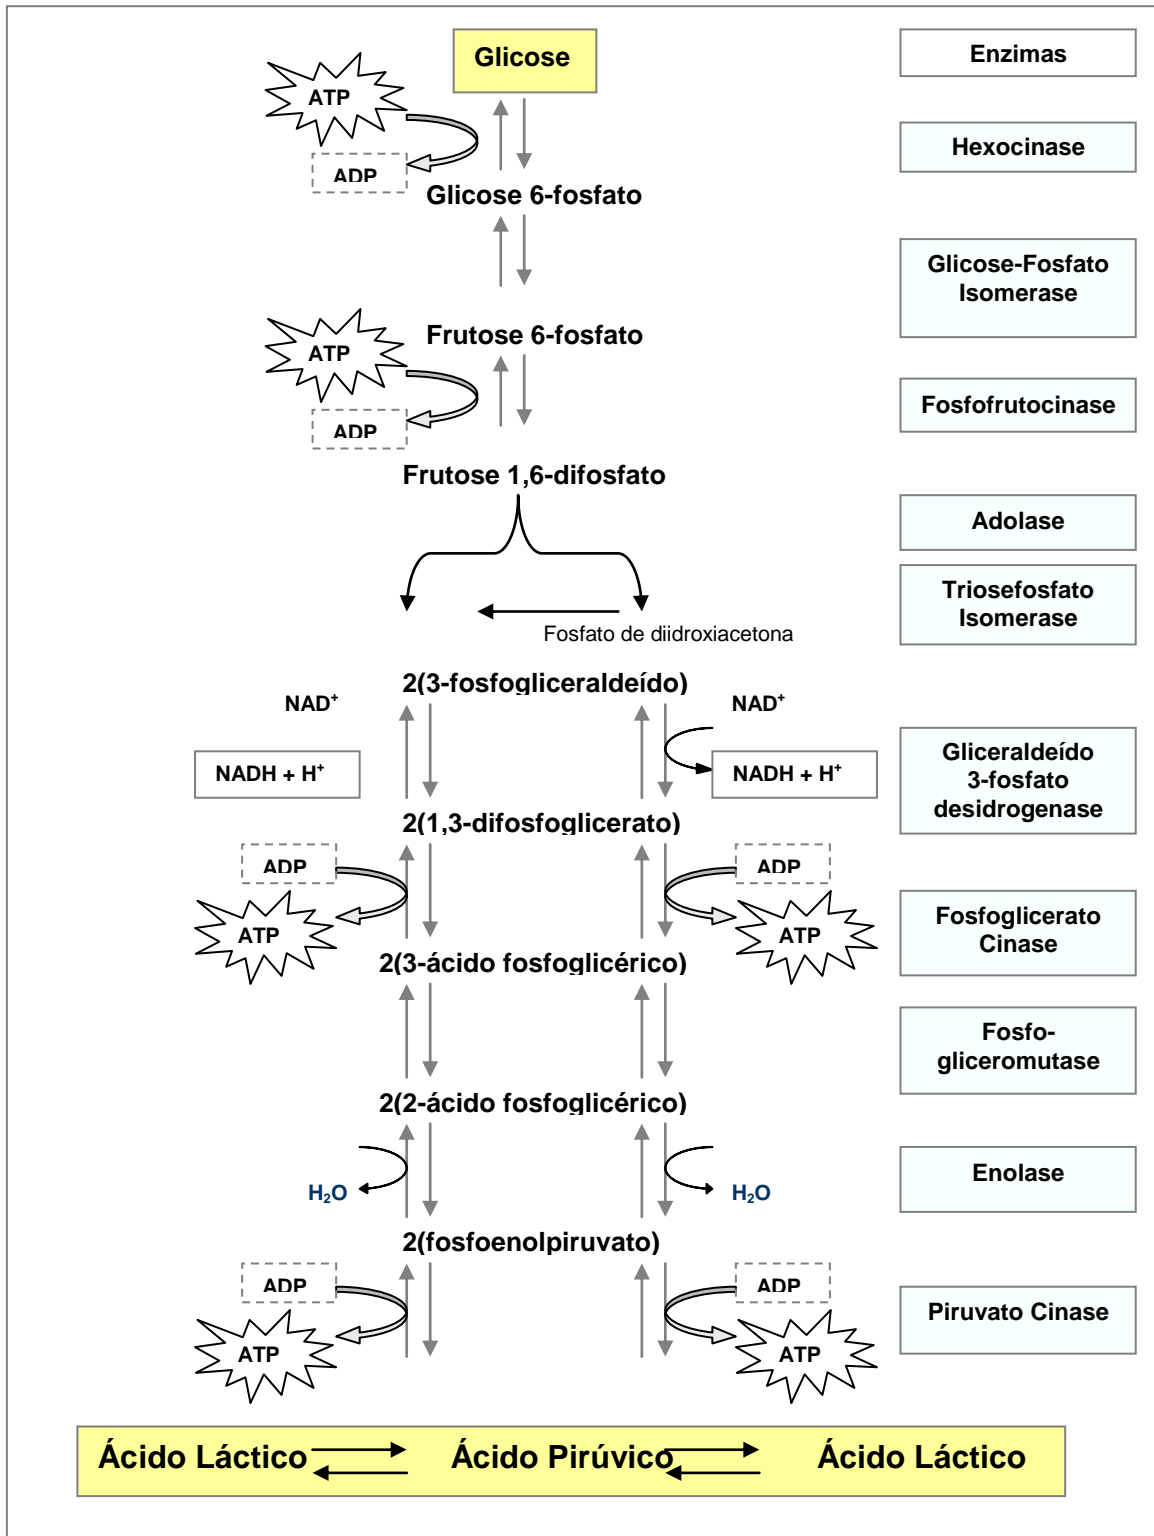 Glicose
Enzimas
ATP
Hexocinase
ADP
Glicose 6-fosfato
Glicose-Fosfato
Isomerase
Frutose 6-fosfato
ATP
Fosfofrutocinase
ADP
Frutose 1,6-difosfato
Adolase
Triosefosfato
Isomerase
Fosfato de diidroxiacetona
2(3-fosfogliceraldeído)
NAD⁺
NAD⁺
Gliceraldeído
3-fosfato
desidrogenase
NADH + H⁺
NADH + H⁺
2(1,3-difosfoglicerato)
ADP
ADP
Fosfoglicerato
Cinase
ATP
ATP
2(3-ácido fosfoglicérico)
Fosfo-
gliceromutase
2(2-ácido fosfoglicérico)
Enolase
H₂O
H₂O
2(fosfoenolpiruvato)
ADP
ADP
Piruvato Cinase
ATP
ATP
Ácido Láctico
Ácido Pirúvico
Ácido Láctico